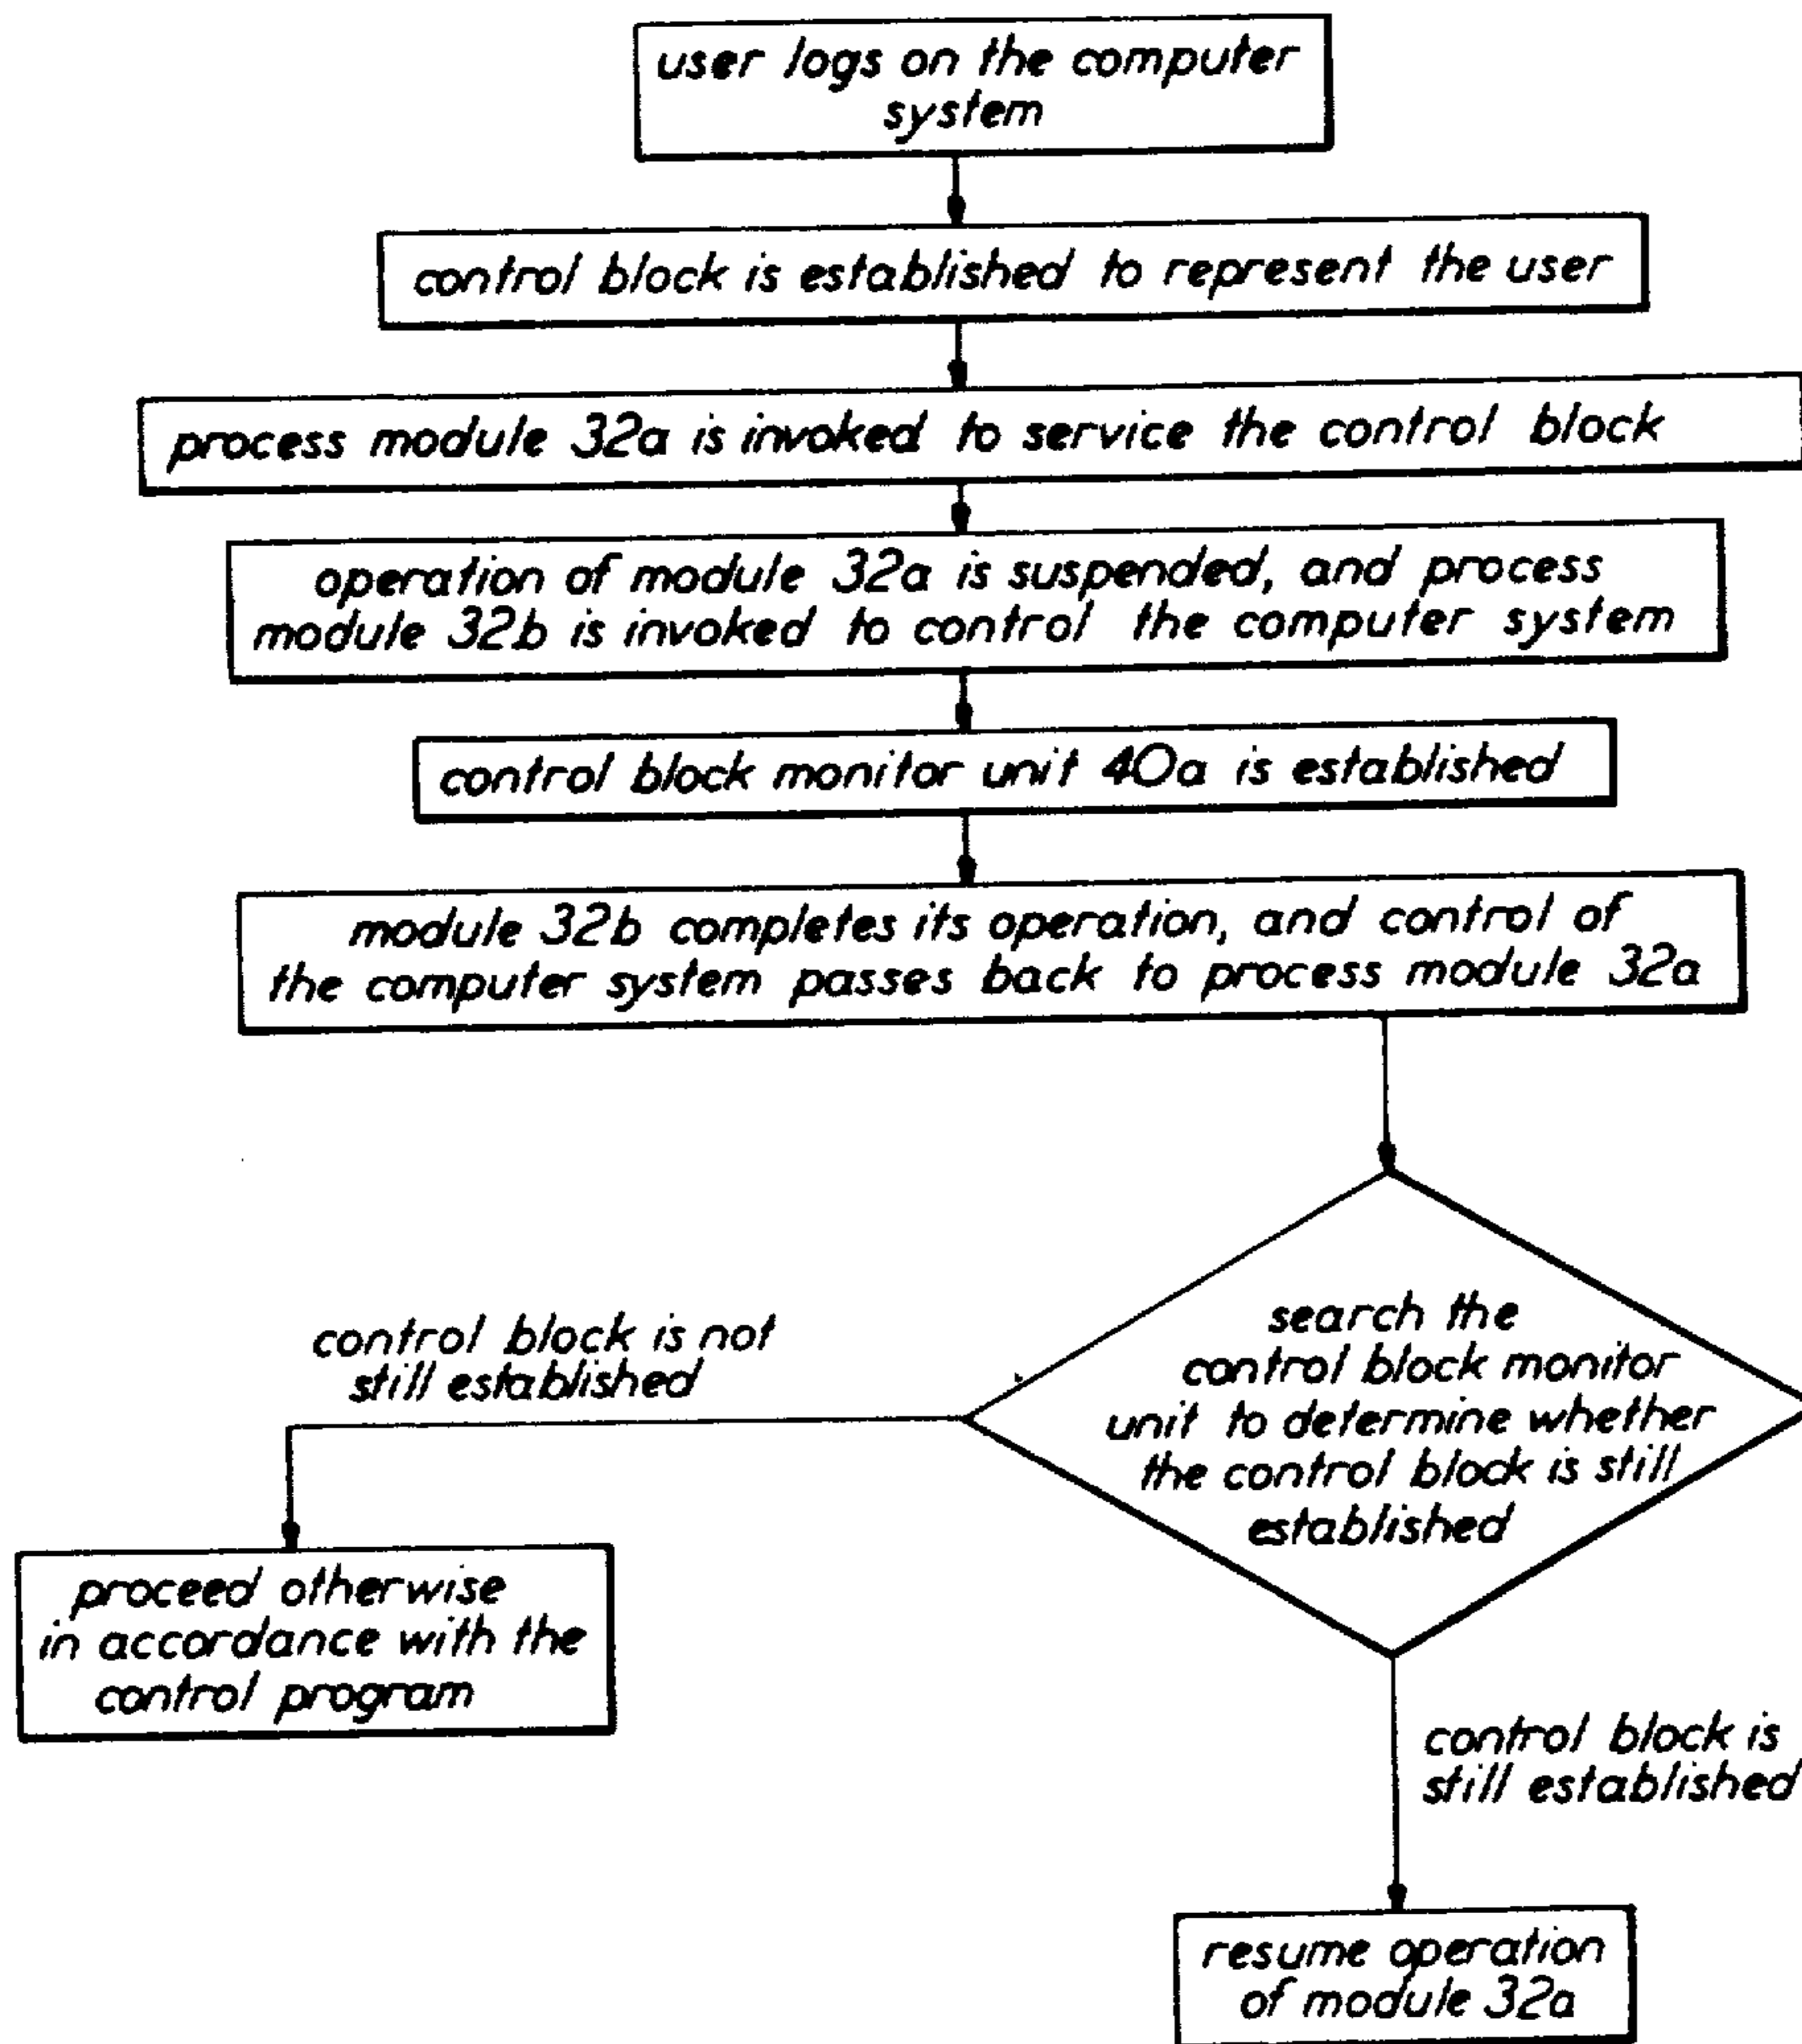 user logs on the computer
system
control block is established to represent the user
process module 32a is invoked to service the control block
operation of module 32a is suspended, and process
module 32b is invoked to control the computer system
control block monitor unit 40a is established
module 32b completes its operation, and control of
the computer system passes back to process module 32a
search the
control block monitor
unit to determine whether
the control block is still
established
control block is not
still established
proceed otherwise
in accordance with the
control program
control block is
still established
resume operation
of module 32a